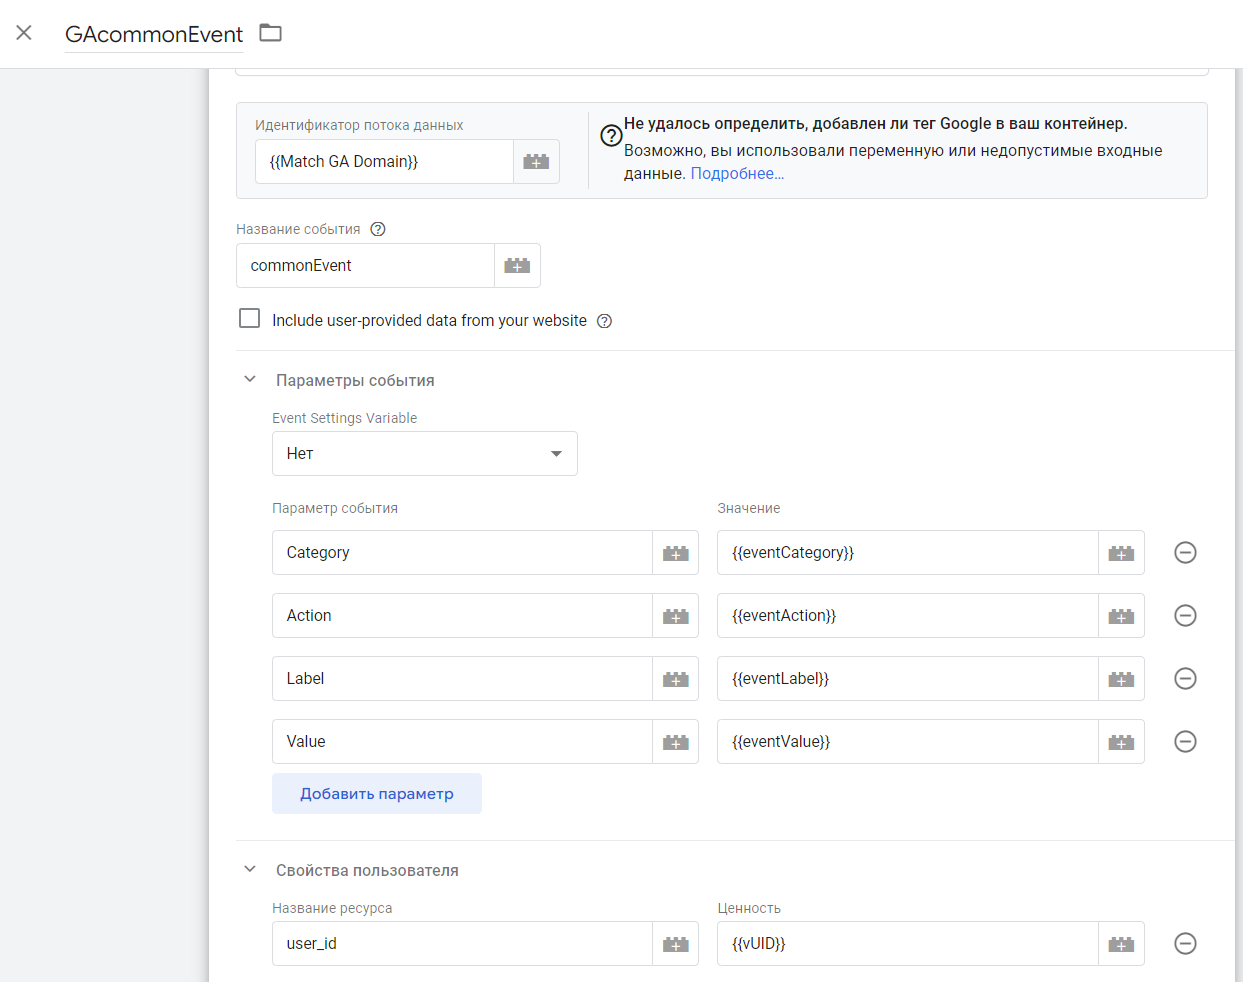 GAcommonEvent
Идентификатор потока данных
{{Match GA Domain}}
Не удалось определить, добавлен ли тег Google в ваш контейнер.
Возможно, вы использовали переменную или недопустимые входные
данные. Подробнее...
Название события
commonEvent
Include user-provided data from your website
Параметры события
Event Settings Variable
Нет
Параметр события Значение
Category {{eventCategory}}
Action {{eventAction}}
Label {{eventLabel}}
Value {{eventValue}}
Добавить параметр
Свойства пользователя
Название ресурса Ценность
user_id {{vUID}}